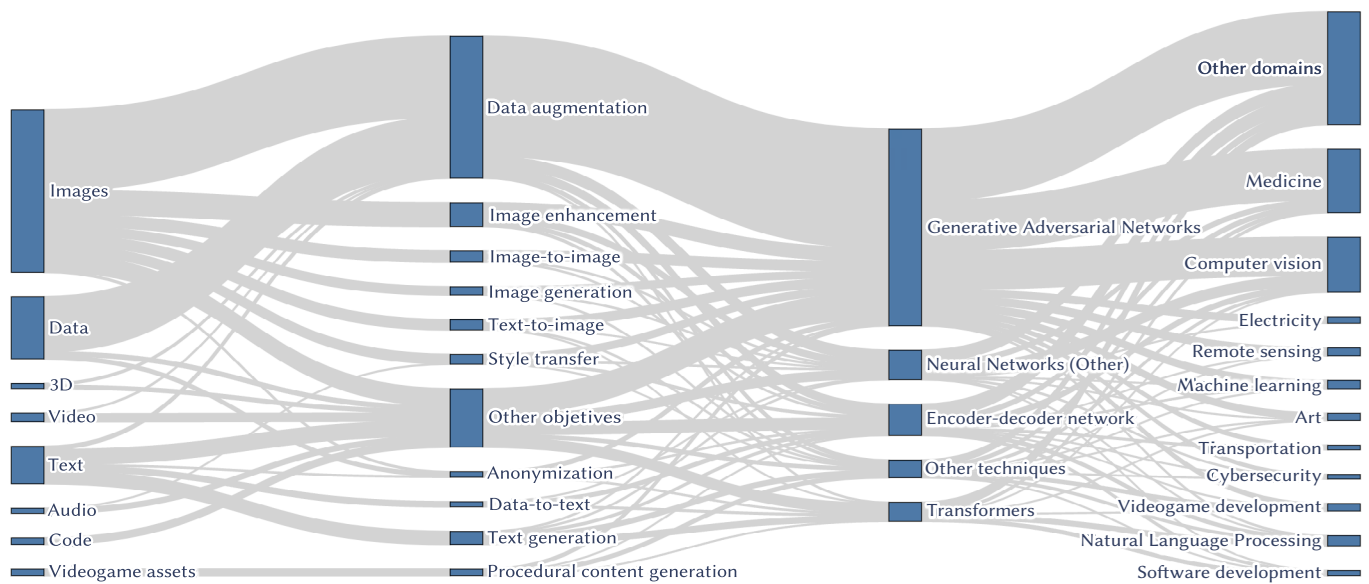 Images
Data
3D
Video
Text
Audio
Code
Videogame assets
Data augmentation
Image enhancement
Image-to-image
Image generation
Text-to-image
Style transfer
Other objetives
Anonymization
Data-to-text
Text generation
Procedural content generation
Generative Adversarial Networks
Neural Networks (Other)
Encoder-decoder network
Other techniques
Transformers
Other domains
Medicine
Computer vision
Electricity
Remote sensing
Machine learning
Art
Transportation
Cybersecurity
Videogame development
Natural Language Processing
Software development